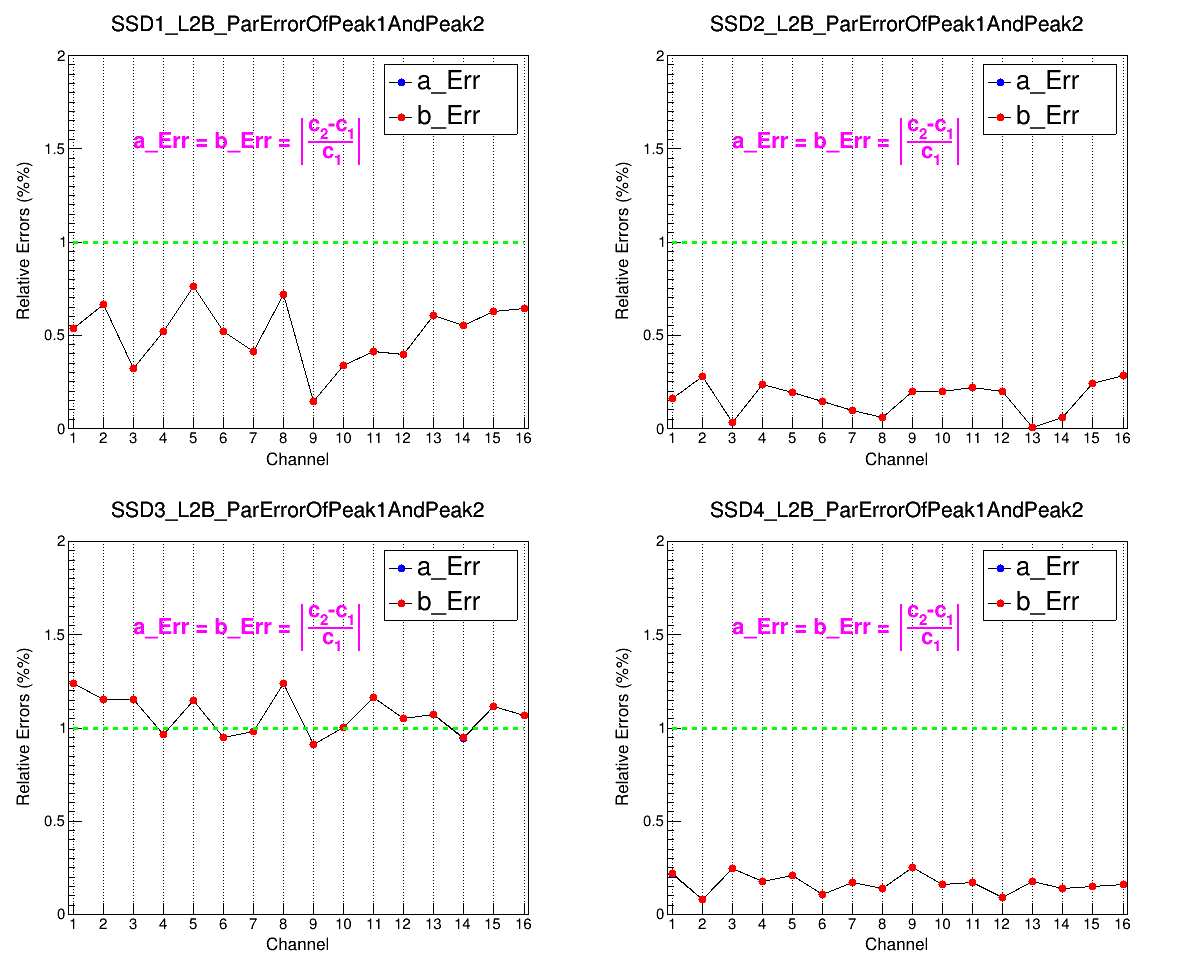 SSD1_L2B_ParErrorOfPeak1AndPeak2
2
1.5
1
0.5
0
Relative Errors (%%)
a_Err
b_Err
a_Err = b_Err = |c2-c1 / c1|
1 2 3 4 5 6 7 8 9 10 11 12 13 14 15 16
Channel
SSD2_L2B_ParErrorOfPeak1AndPeak2
2
1.5
1
0.5
0
Relative Errors (%%)
a_Err
b_Err
a_Err = b_Err = |c2-c1 / c1|
1 2 3 4 5 6 7 8 9 10 11 12 13 14 15 16
Channel
SSD3_L2B_ParErrorOfPeak1AndPeak2
2
1.5
1
0.5
0
Relative Errors (%%)
a_Err
b_Err
a_Err = b_Err = |c2-c1 / c1|
1 2 3 4 5 6 7 8 9 10 11 12 13 14 15 16
Channel
SSD4_L2B_ParErrorOfPeak1AndPeak2
2
1.5
1
0.5
0
Relative Errors (%%)
a_Err
b_Err
a_Err = b_Err = |c2-c1 / c1|
1 2 3 4 5 6 7 8 9 10 11 12 13 14 15 16
Channel